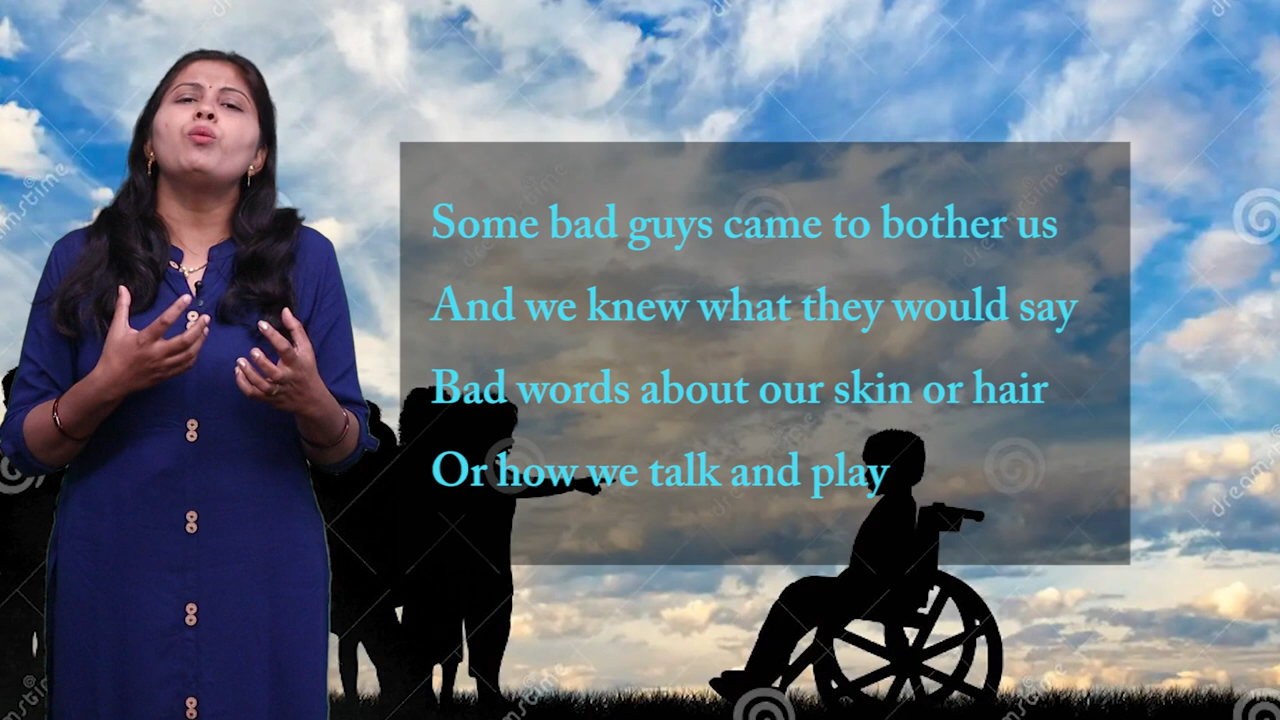 Some bad guys came to bother us
And we knew what they would say
Bad words about our skin or hair
Or how we talk and play